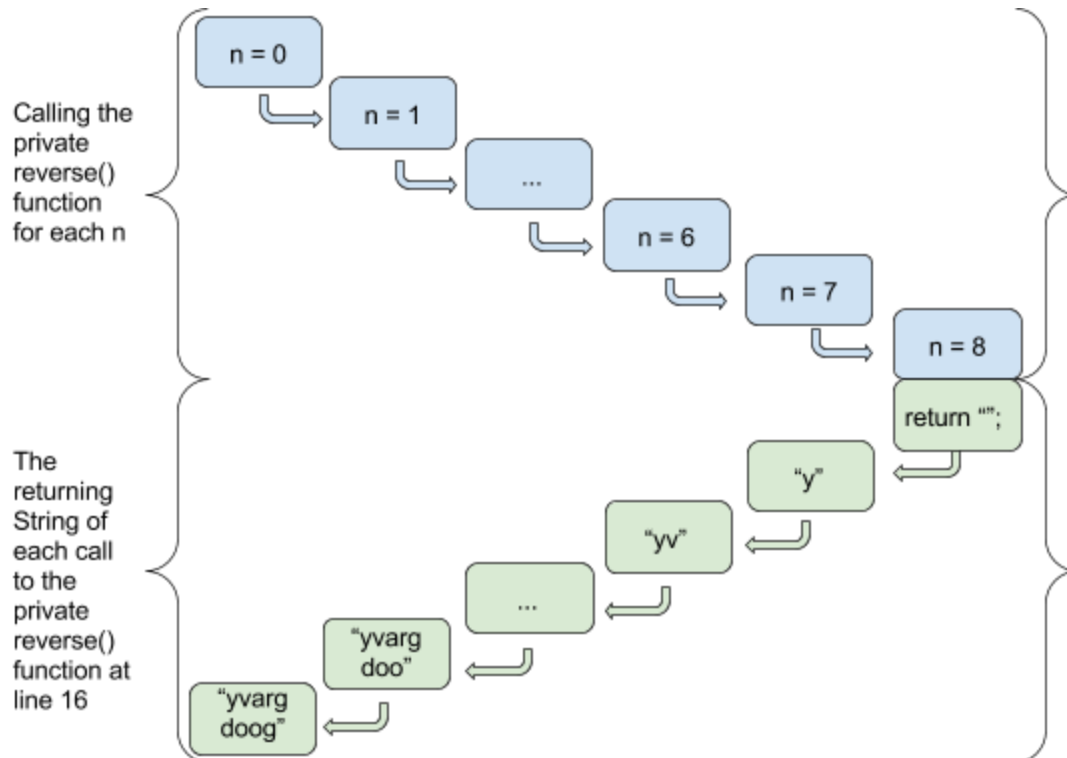 n = 0
Calling the
private
reverse()
function
for each n
n = 1
...
n = 6
n = 7
n = 8
return “”;
The
returning
String of
each call
to the
private
reverse()
function at
line 16
“y”
“yv”
...
“yvarg
doo”
“yvarg
doog”